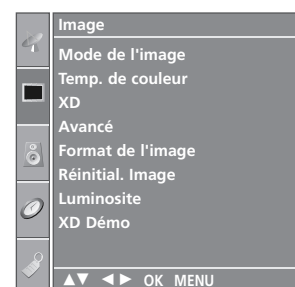 Image
Mode de l'image
Temp. de couleur
XD
Avancé
Format de l'image
Réinitial. Image
Luminosite
XD Démo
▲▼ ◄► OK MENU